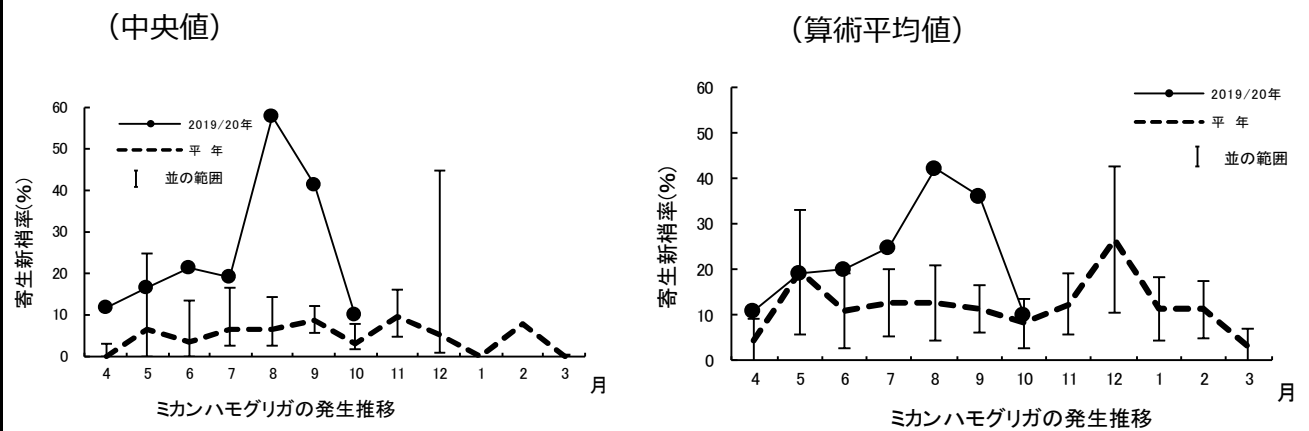 （中央値）
60
50
40
30
20
10
0
寄生新梢率(%)
2019/20年
平　年
並の範囲
4 5 6 7 8 9 10 11 12 1 2 3
月
ミカンハモグリガの発生推移
（算術平均値）
60
50
40
30
20
10
0
寄生新梢率(%)
2019/20年
平　年
並の範囲
4 5 6 7 8 9 10 11 12 1 2 3
月
ミカンハモグリガの発生推移